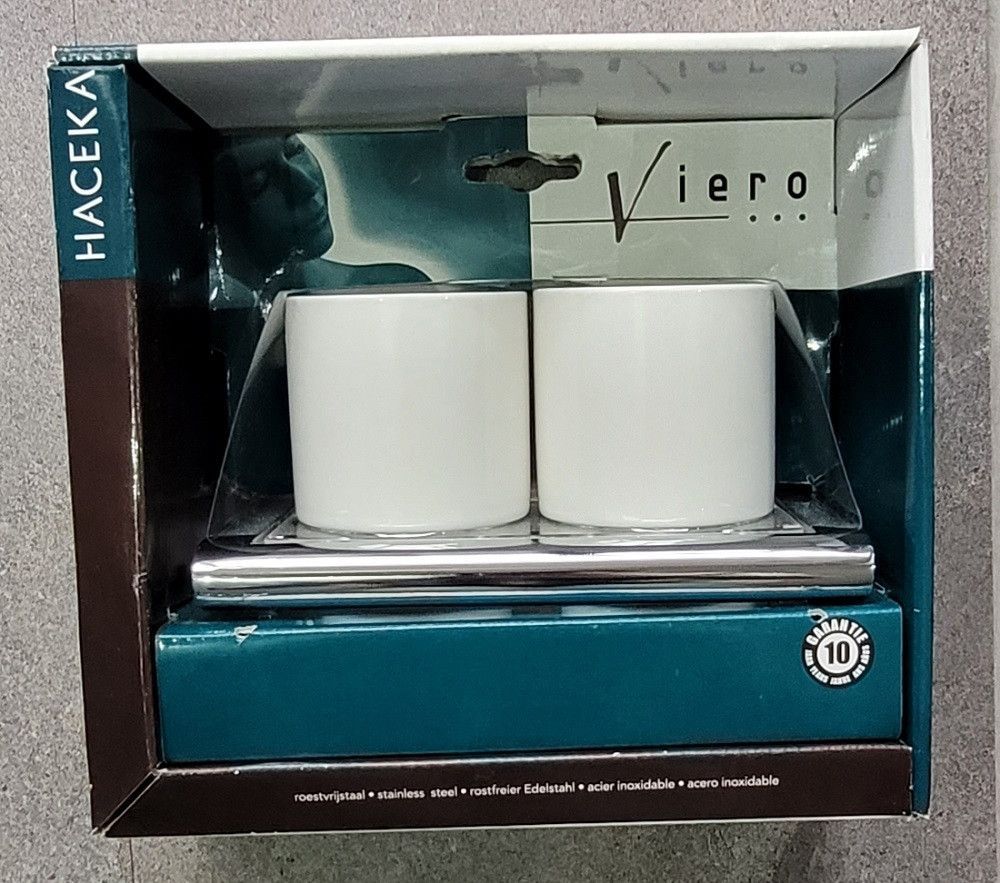 HACEKA
Viero
GARANTIE
10
roestvrijstaal • stainless steel • rostfreier Edelstahl • acier inoxidable • acero inoxidable